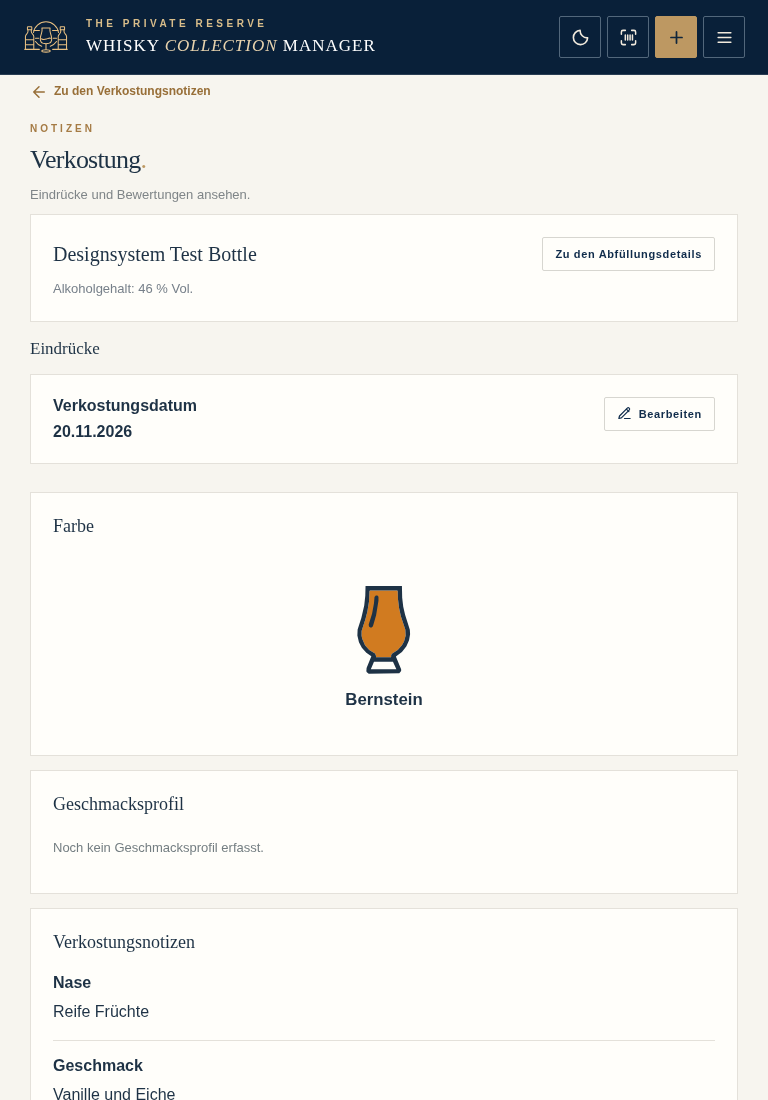 THE PRIVATE RESERVE
WHISKY COLLECTION MANAGER
Zu den Verkostungsnotizen
NOTIZEN
Verkostung.
Eindrücke und Bewertungen ansehen.
Designsystem Test Bottle
Zu den Abfüllungsdetails
Alkoholgehalt: 46 % Vol.
Eindrücke
Verkostungsdatum
Bearbeiten
20.11.2026
Farbe
Bernstein
Geschmacksprofil
Noch kein Geschmacksprofil erfasst.
Verkostungsnotizen
Nase
Reife Früchte
Geschmack
Vanille und Eiche